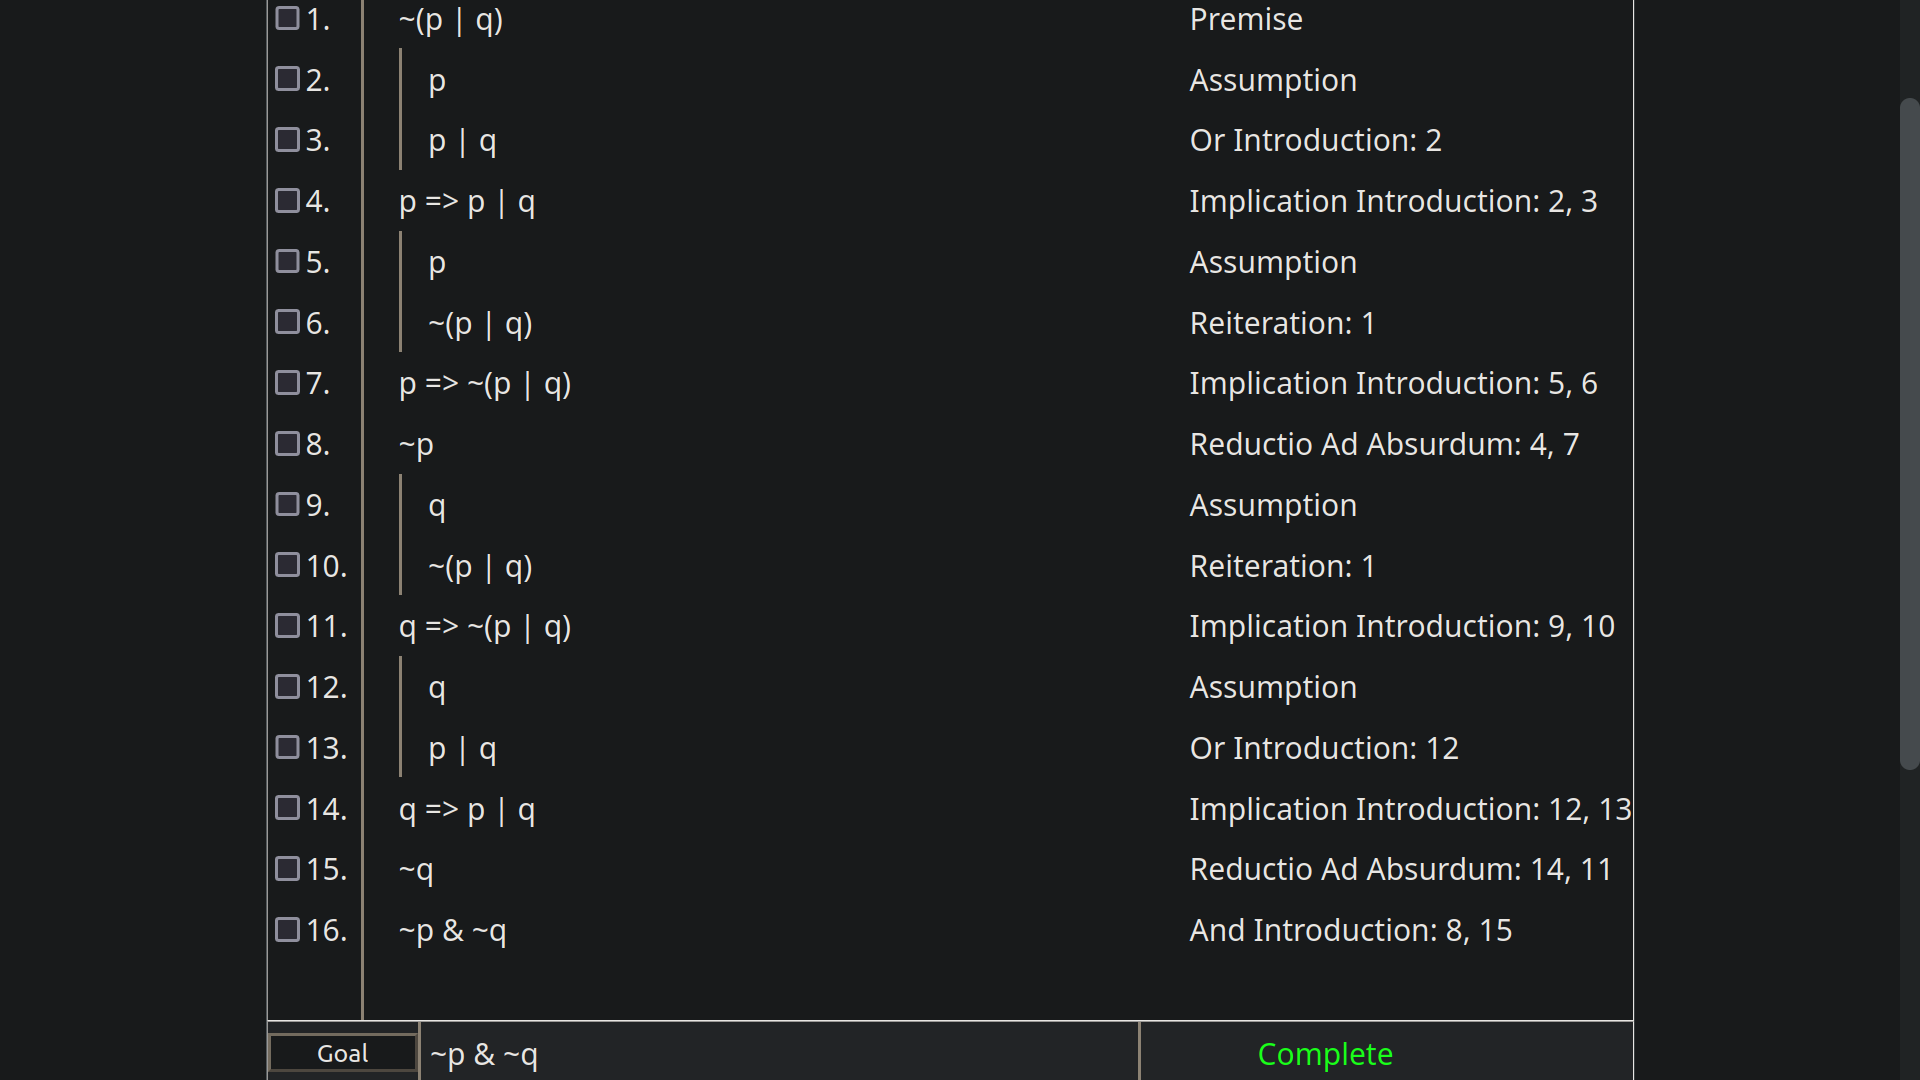 1. ~(p | q) Premise
2. p Assumption
3. p | q Or Introduction: 2
4. p => p | q Implication Introduction: 2, 3
5. p Assumption
6. ~(p | q) Reiteration: 1
7. p => ~(p | q) Implication Introduction: 5, 6
8. ~p Reductio Ad Absurdum: 4, 7
9. q Assumption
10. ~(p | q) Reiteration: 1
11. q => ~(p | q) Implication Introduction: 9, 10
12. q Assumption
13. p | q Or Introduction: 12
14. q => p | q Implication Introduction: 12, 13
15. ~q Reductio Ad Absurdum: 14, 11
16. ~p & ~q And Introduction: 8, 15
Goal ~p & ~q Complete